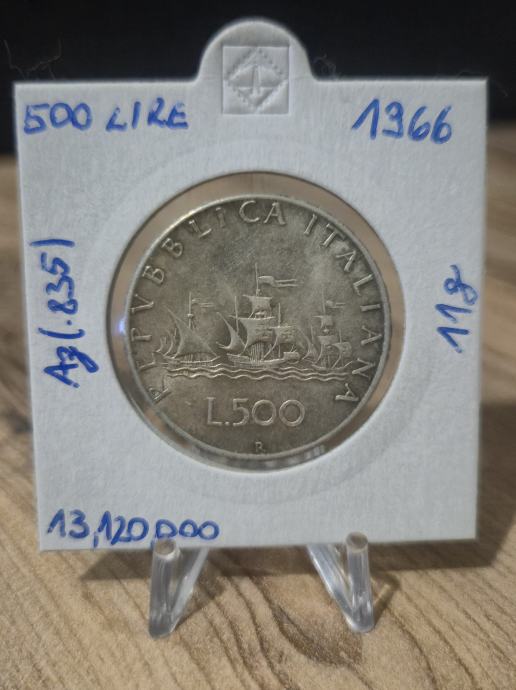 500 LIRE
1966
Ag (.835)
11g
REPVBBLICA ITALIANA
L.500
R
13,120,000